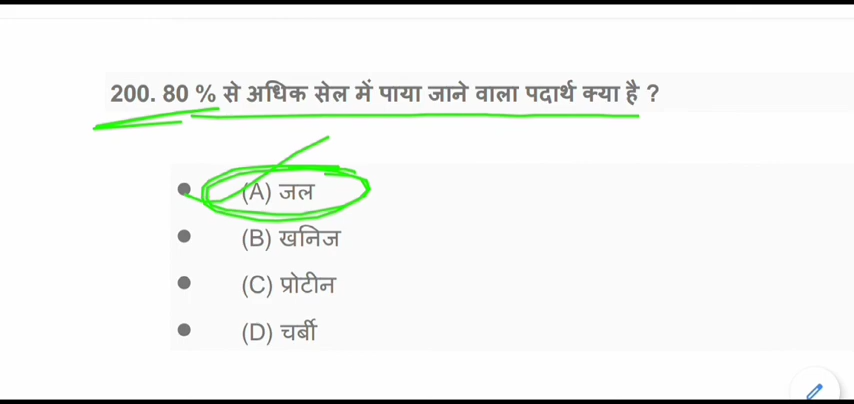 200. 80 % से अधिक सेल में पाया जाने वाला पदार्थ क्या है ?
(A) जल
(B) खनिज
(C) प्रोटीन
(D) चर्बी